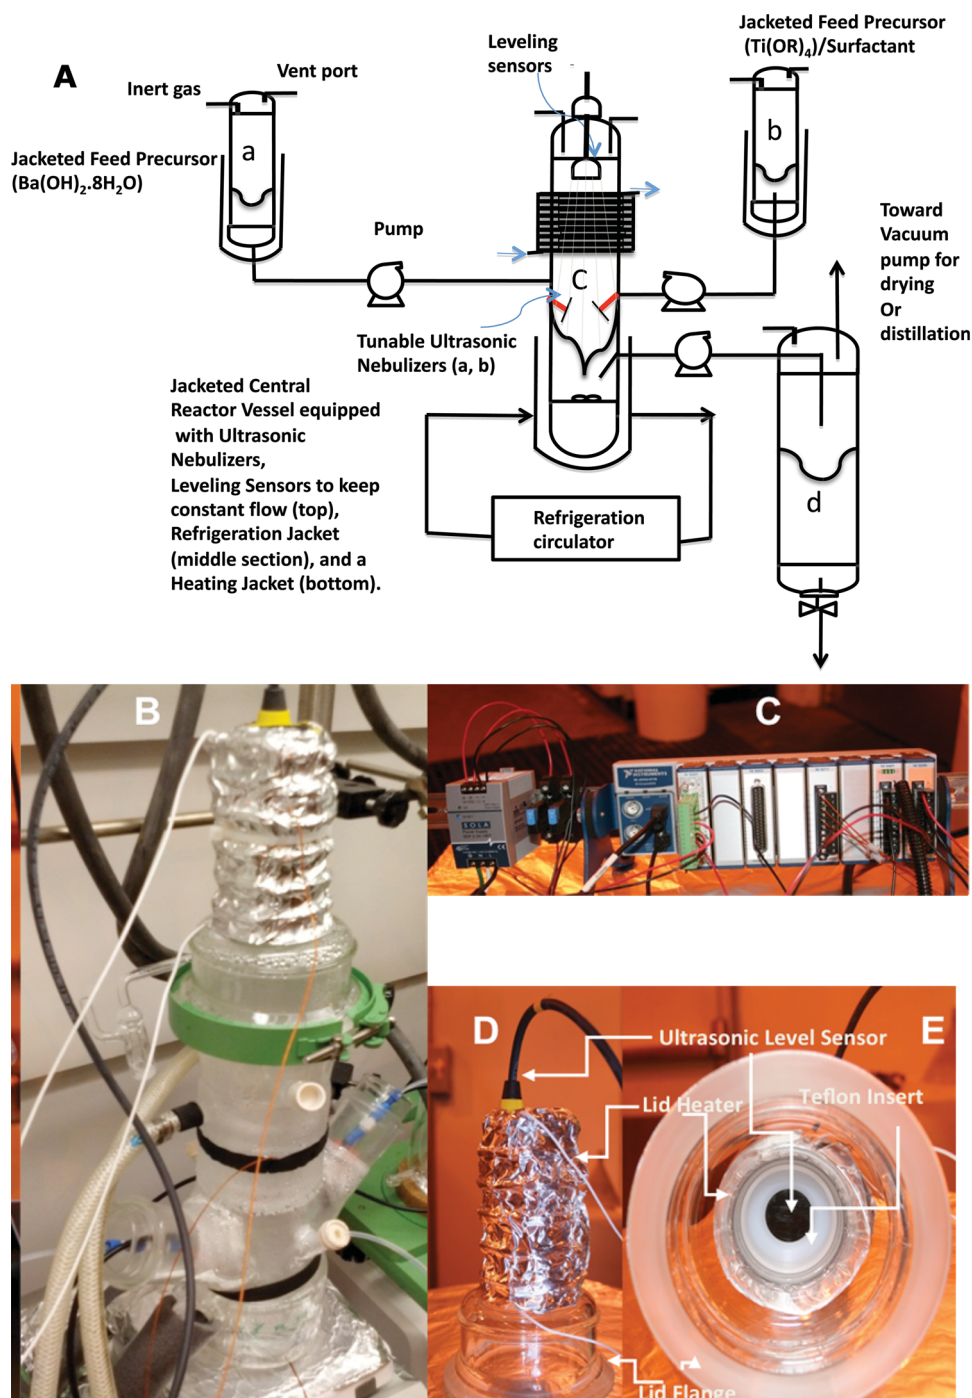 A
Inert gas
Vent port
Jacketed Feed Precursor
(Ba(OH)₂.8H₂O)
a
Leveling
sensors
Jacketed Feed Precursor
(Ti(OR)₄)/Surfactant
b
Pump
C
Tunable Ultrasonic
Nebulizers (a, b)
Toward
Vacuum
pump for
drying
Or
distillation
Jacketed Central
Reactor Vessel equipped
with Ultrasonic
Nebulizers,
Leveling Sensors to keep
constant flow (top),
Refrigeration Jacket
(middle section), and a
Heating Jacket (bottom).
Refrigeration
circulator
d
B
C
NATIONAL
INSTRUMENTS
SOLA
D
E
Ultrasonic Level Sensor
Lid Heater
Teflon Insert
Lid Flange